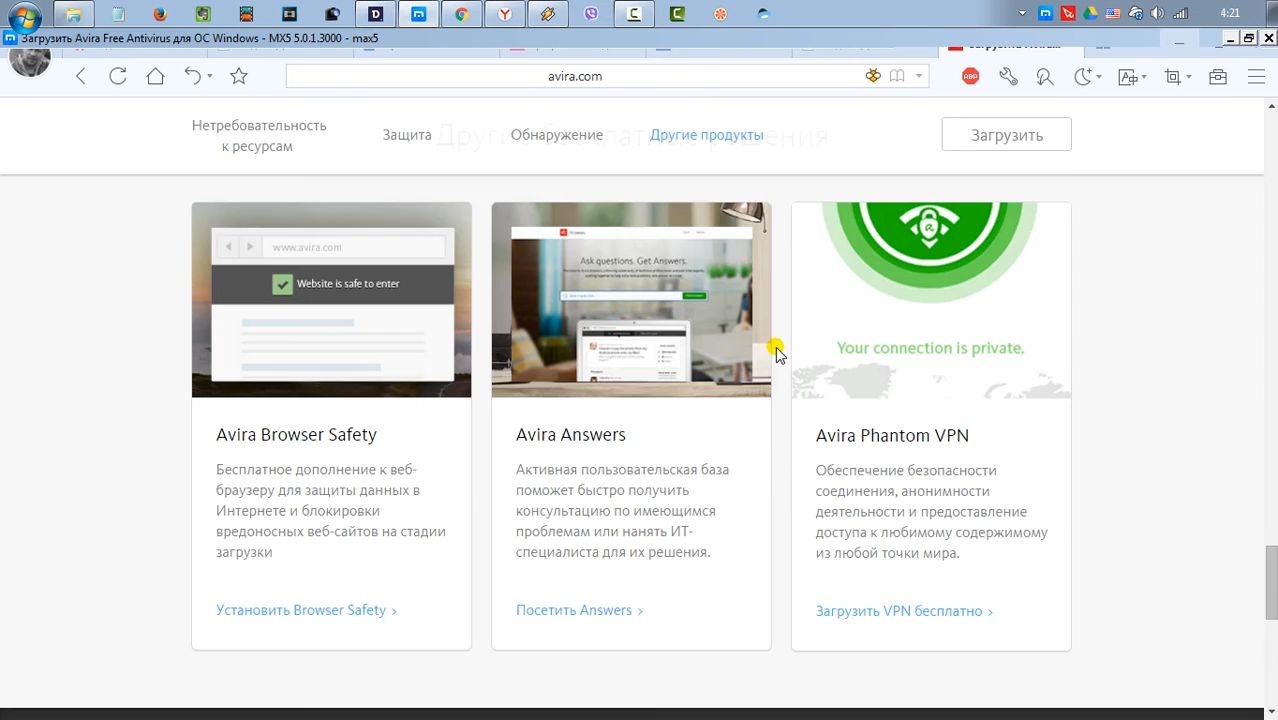 4:21
Загрузить Avira Free Antivirus для ОС Windows - MX5 5.0.1.3000 - max5
avira.com
ABP
Нетребовательность
к ресурсам
Защита
Обнаружение
Другие продукты
Загрузить
Другие бесплатные решения
www.avira.com
Website is safe to enter
Ask questions. Get Answers.
Your connection is private.
Avira Browser Safety
Бесплатное дополнение к веб-
браузеру для защиты данных в
Интернете и блокировки
вредоносных веб-сайтов на стадии
загрузки
Установить Browser Safety >
Avira Answers
Активная пользовательская база
поможет быстро получить
консультацию по имеющимся
проблемам или нанять ИТ-
специалиста для их решения.
Посетить Answers >
Avira Phantom VPN
Обеспечение безопасности
соединения, анонимности
деятельности и предоставление
доступа к любимому содержимому
из любой точки мира.
Загрузить VPN бесплатно >